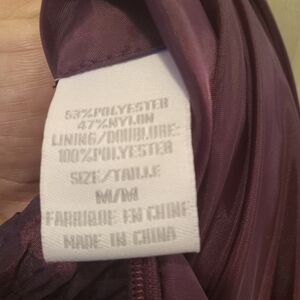 53%POLYESTER
47%NYLON
LINING/DOUBLURE:
100%POLYESTER
SIZE/TAILLE
M/M
FABRIQUE EN CHINE
MADE IN CHINA